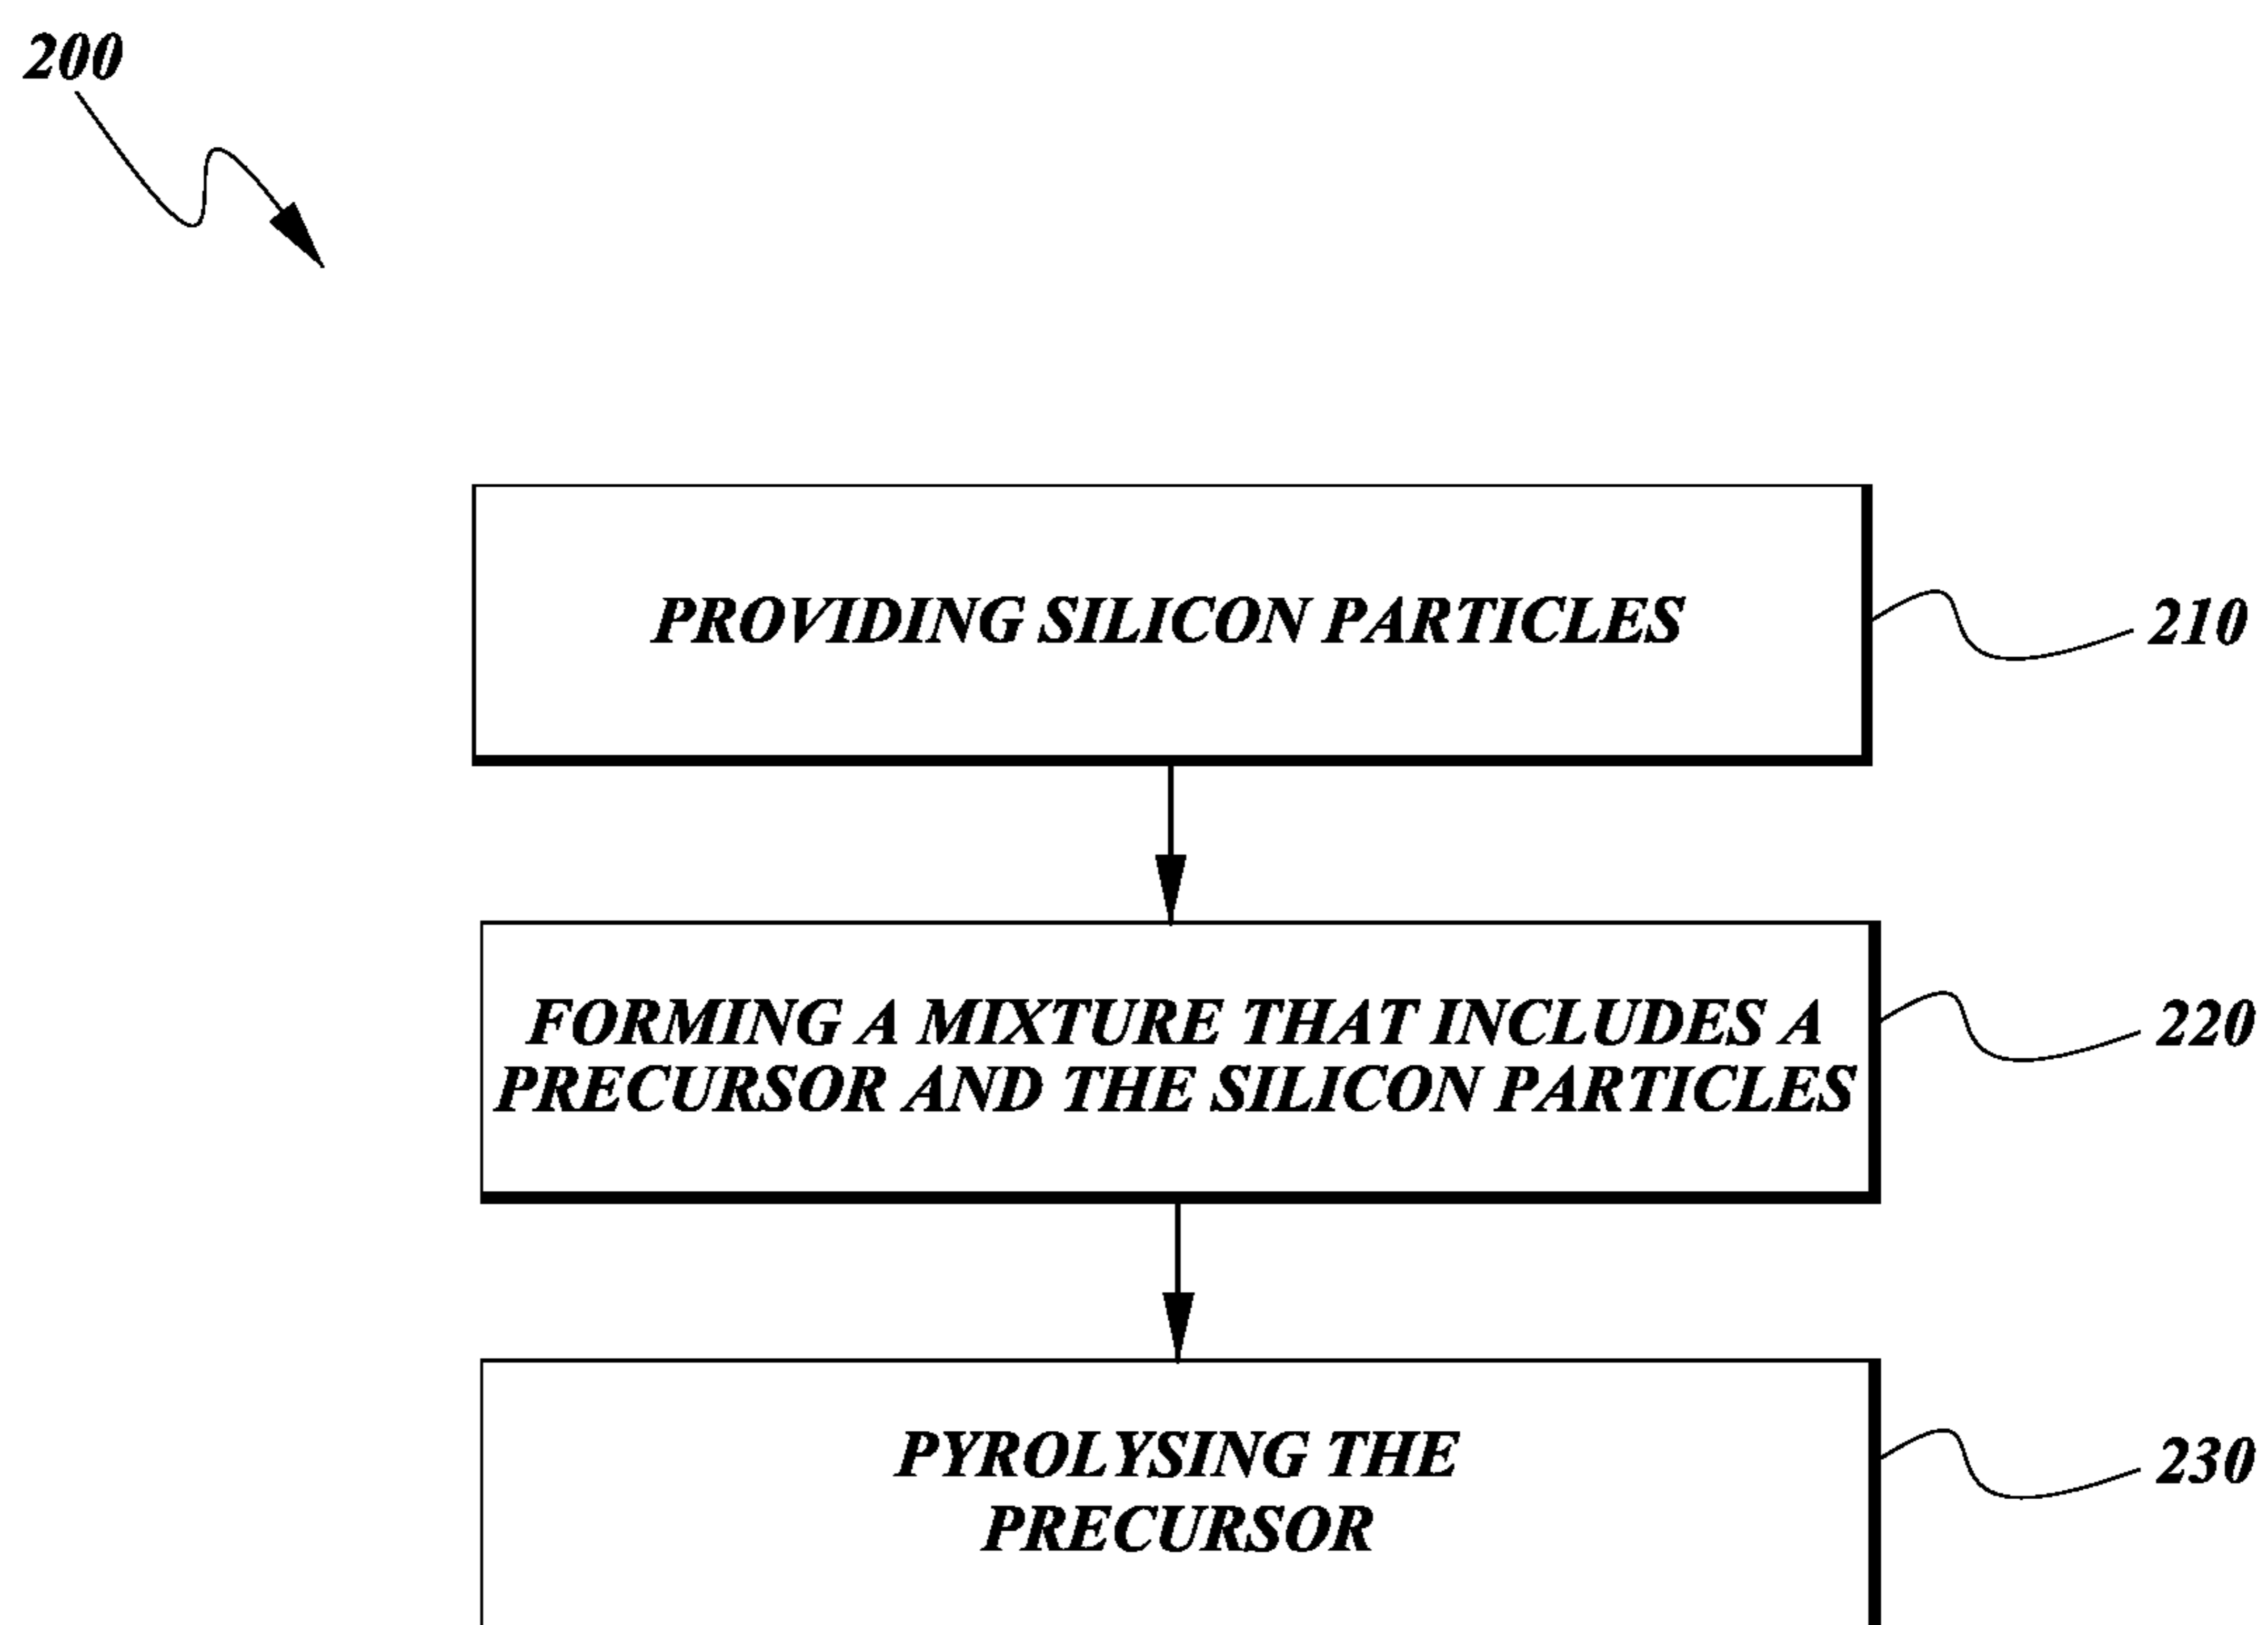 200
PROVIDING SILICON PARTICLES
210
FORMING A MIXTURE THAT INCLUDES A
PRECURSOR AND THE SILICON PARTICLES
220
PYROLYSING THE
PRECURSOR
230